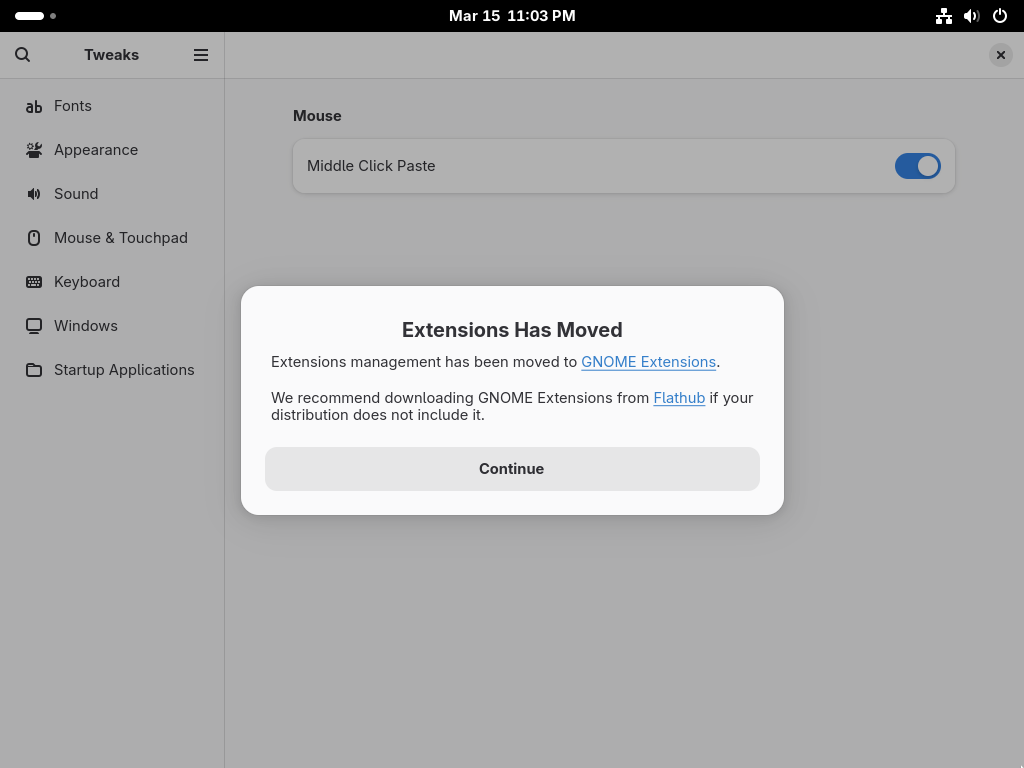 Mar 15  11:03 PM
Tweaks
Fonts
Appearance
Sound
Mouse & Touchpad
Keyboard
Windows
Startup Applications
Mouse
Middle Click Paste
Extensions Has Moved
Extensions management has been moved to GNOME Extensions.
We recommend downloading GNOME Extensions from Flathub if your
distribution does not include it.
Continue